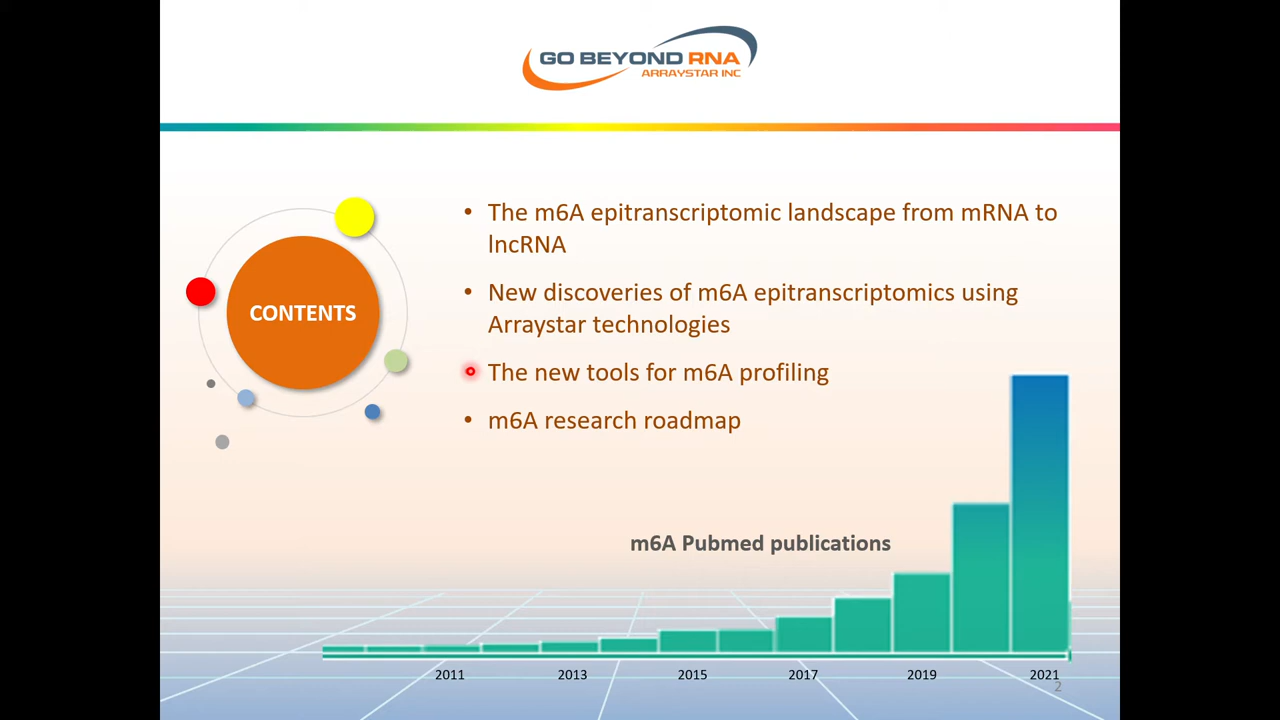 GO BEYOND RNA
ARRAYSTAR INC
CONTENTS
• The m6A epitranscriptomic landscape from mRNA to
lncRNA
• New discoveries of m6A epitranscriptomics using
Arraystar technologies
The new tools for m6A profiling
• m6A research roadmap
m6A Pubmed publications
2011 2013 2015 2017 2019 2021
2